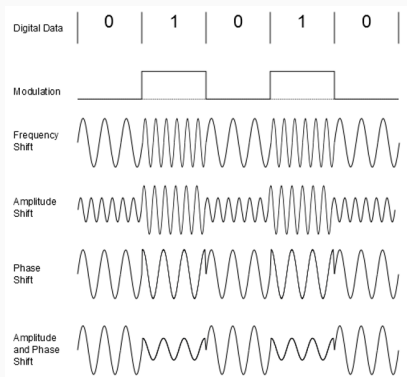 Digital Data 0 1 0 1 0
Modulation
Frequency
Shift
Amplitude
Shift
Phase
Shift
Amplitude
and Phase
Shift